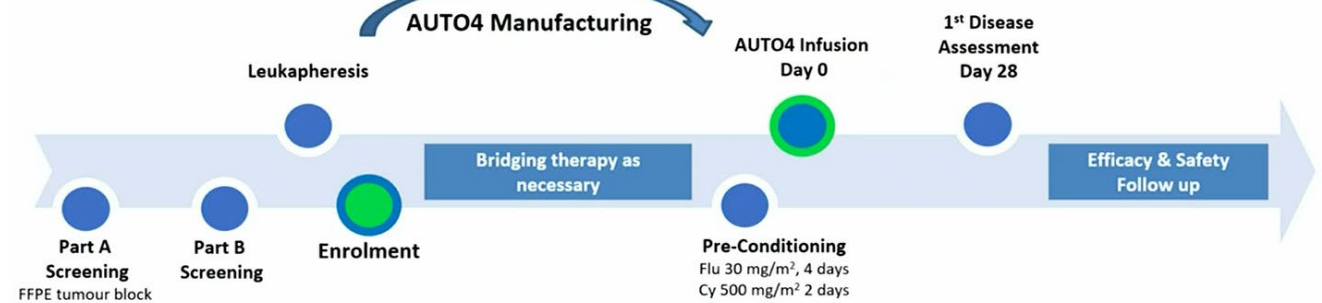 AUTO4 Manufacturing
1st Disease
Assessment
Day 28
AUTO4 Infusion
Day 0
Leukapheresis
Bridging therapy as
necessary
Efficacy & Safety
Follow up
Part A
Screening
FFPE tumour block
Part B
Screening
Enrolment
Pre-Conditioning
Flu 30 mg/m², 4 days
Cy 500 mg/m² 2 days